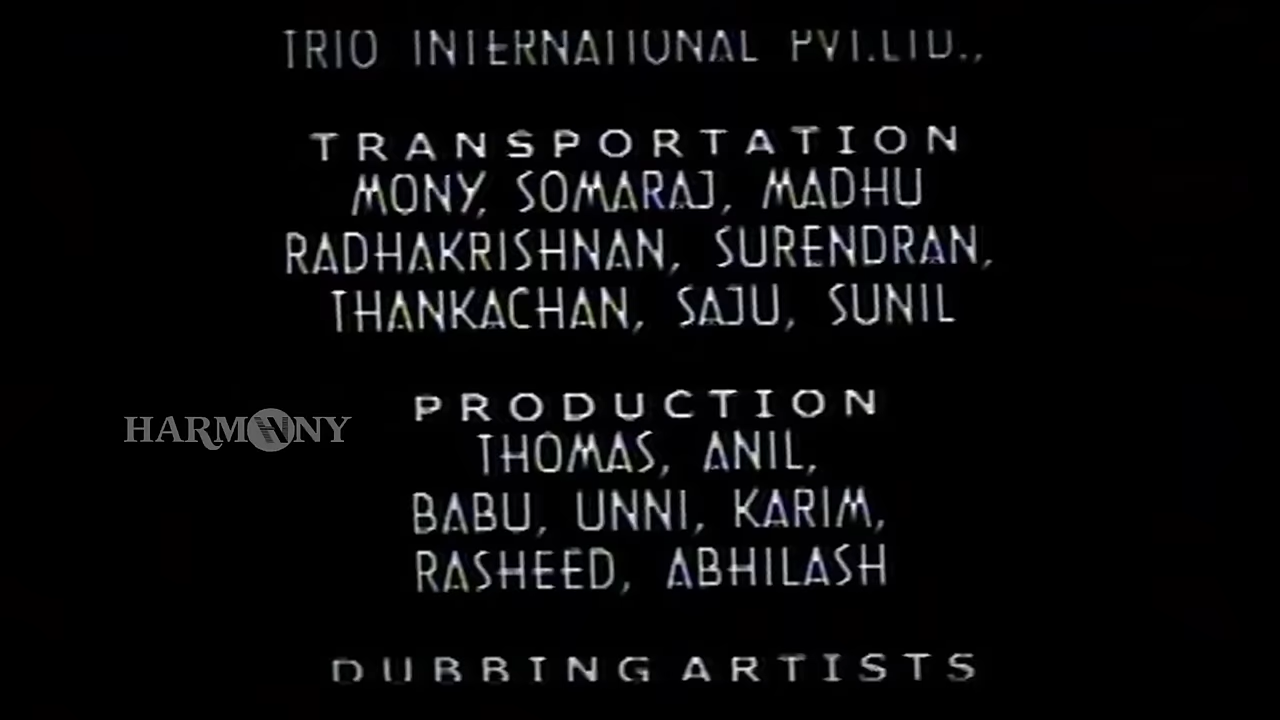 TRIO INTERNATIONAL PVT.LTD.,
TRANSPORTATION
MONY, SOMARAJ, MADHU
RADHAKRISHNAN, SURENDRAN,
THANKACHAN, SAJU, SUNIL
PRODUCTION
HARMONY
THOMAS, ANIL,
BABU, UNNI, KARIM,
RASHEED, ABHILASH
DUBBING ARTISTS